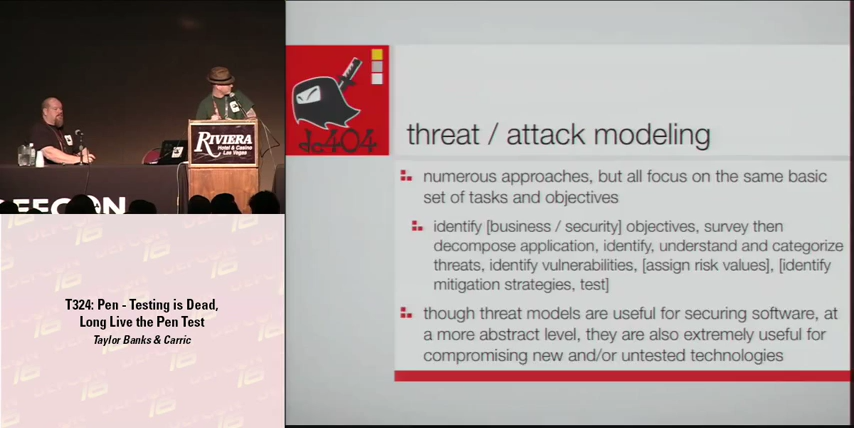 RIVIERA
Hotel & Casino
Las Vegas
DEFCON
T324: Pen - Testing is Dead,
Long Live the Pen Test
Taylor Banks & Carric
dc404
threat / attack modeling
numerous approaches, but all focus on the same basic
set of tasks and objectives
identify [business / security] objectives, survey then
decompose application, identify, understand and categorize
threats, identify vulnerabilities, [assign risk values], [identify
mitigation strategies, test]
though threat models are useful for securing software, at
a more abstract level, they are also extremely useful for
compromising new and/or untested technologies